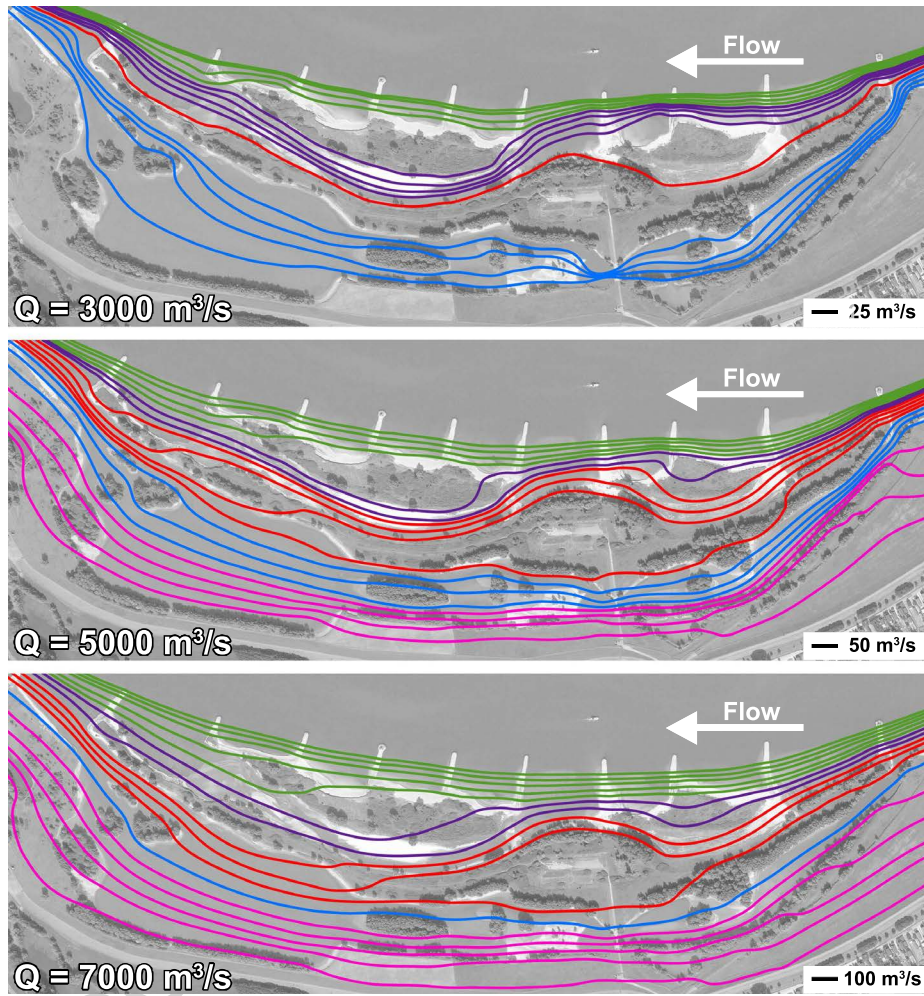 Flow
Q = 3000 m³/s
25 m³/s
Flow
Q = 5000 m³/s
50 m³/s
Flow
Q = 7000 m³/s
100 m³/s